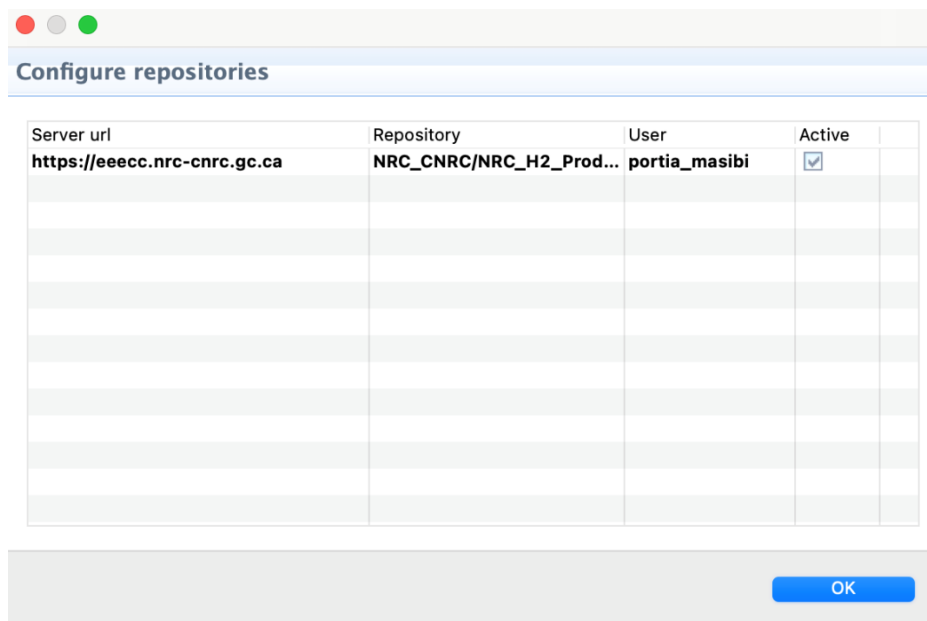 Configure repositories
Server url Repository User Active
https://eeecc.nrc-cnrc.gc.ca NRC_CNRC/NRC_H2_Prod... portia_masibi
OK